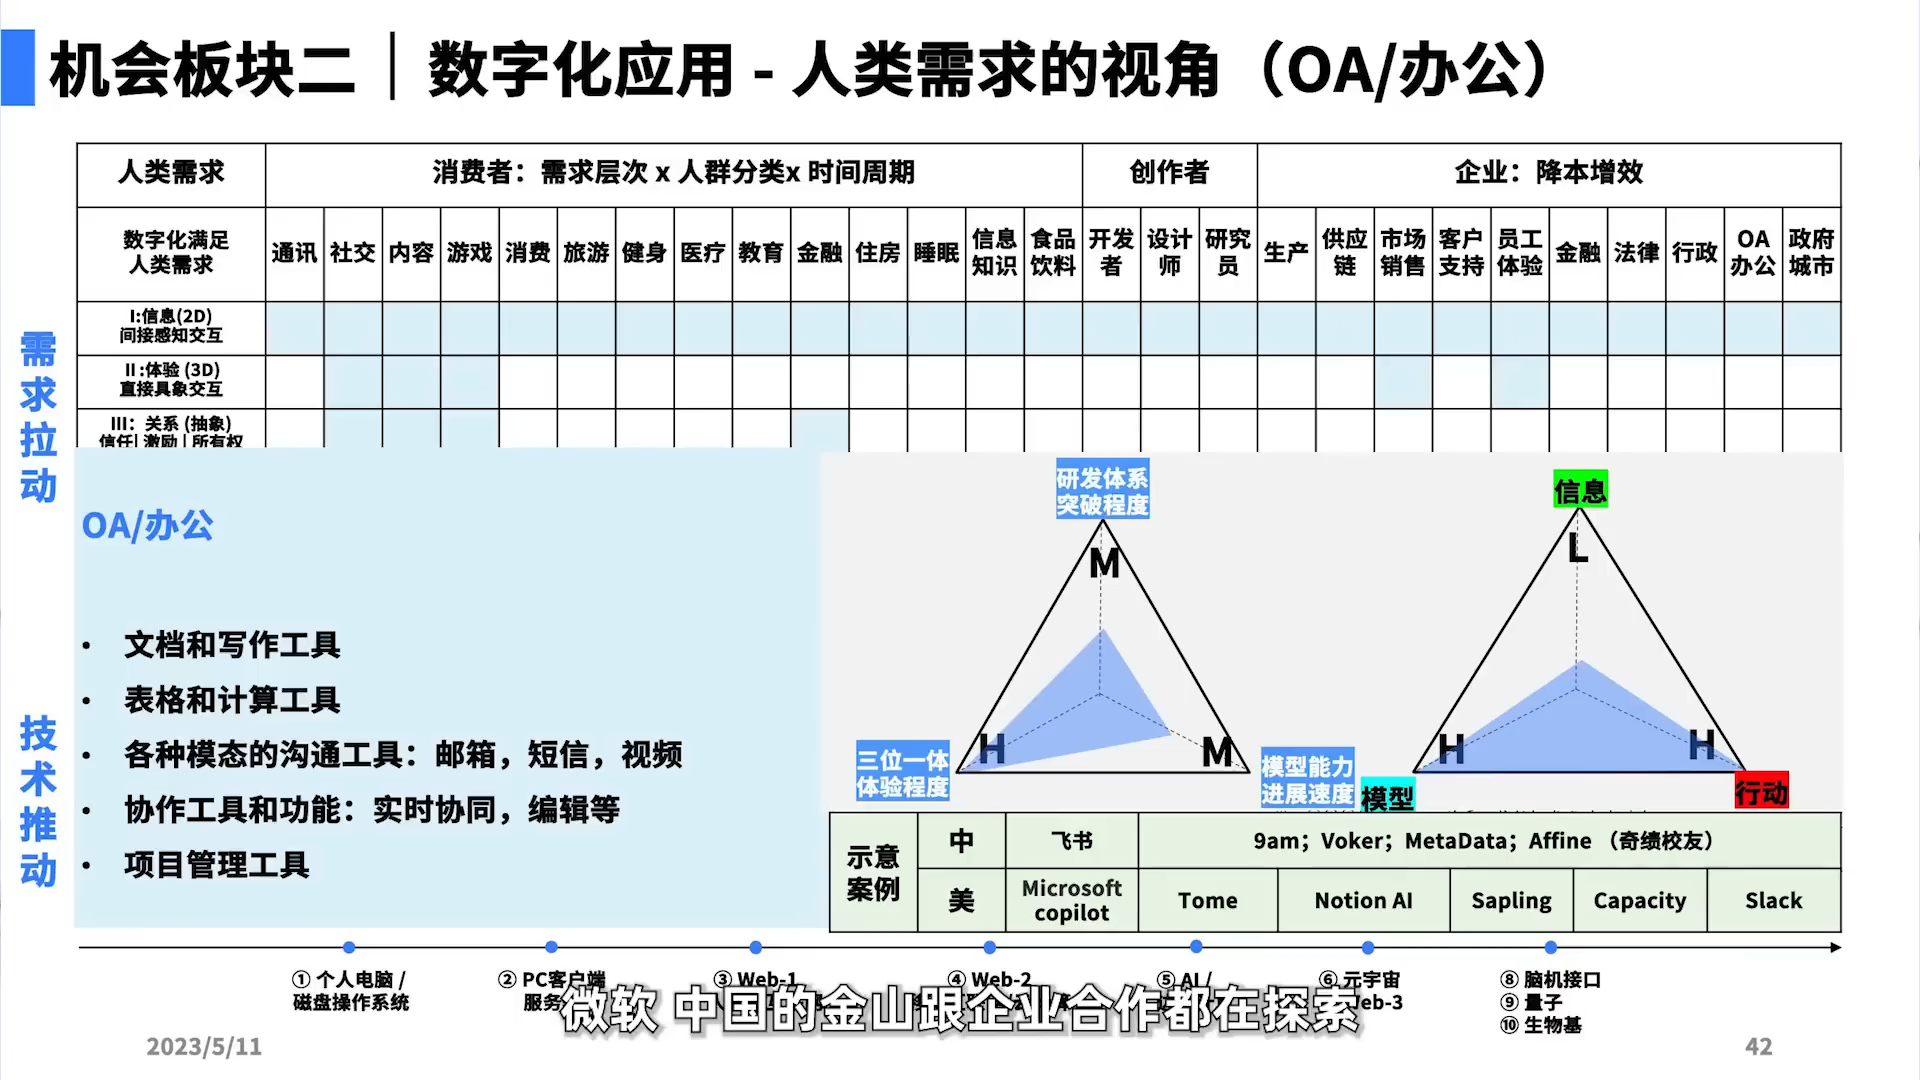 机会板块二｜数字化应用 - 人类需求的视角（OA/办公）
人类需求
消费者：需求层次 x 人群分类x 时间周期
创作者
企业：降本增效
数字化满足
人类需求
通讯
社交
内容
游戏
消费
旅游
健身
医疗
教育
金融
住房
睡眠
信息
知识
食品
饮料
开发
者
设计
师
研究
员
生产
供应
链
市场
销售
客户
支持
员工
体验
金融
法律
行政
OA
办公
政府
城市
I:信息(2D)
间接感知交互
II:体验 (3D)
直接具象交互
III：关系 (抽象)
信任| 激励 | 所有权
需求拉动
技术推动
OA/办公
• 文档和写作工具
• 表格和计算工具
• 各种模态的沟通工具：邮箱，短信，视频
• 协作工具和功能：实时协同，编辑等
• 项目管理工具
研发体系
突破程度
M
H
M
三位一体
体验程度
模型能力
进展速度
信息
L
H
H
模型
行动
示意
案例
中
飞书
9am；Voker；MetaData；Affine （奇绩校友）
美
Microsoft
copilot
Tome
Notion AI
Sapling
Capacity
Slack
① 个人电脑 /
磁盘操作系统
② PC客户端
服务
③ Web-1
④ Web-2
⑤ AI /
⑥ 元宇宙
Web-3
⑧ 脑机接口
⑨ 量子
⑩ 生物基
微软 中国的金山跟企业合作都在探索
2023/5/11
42